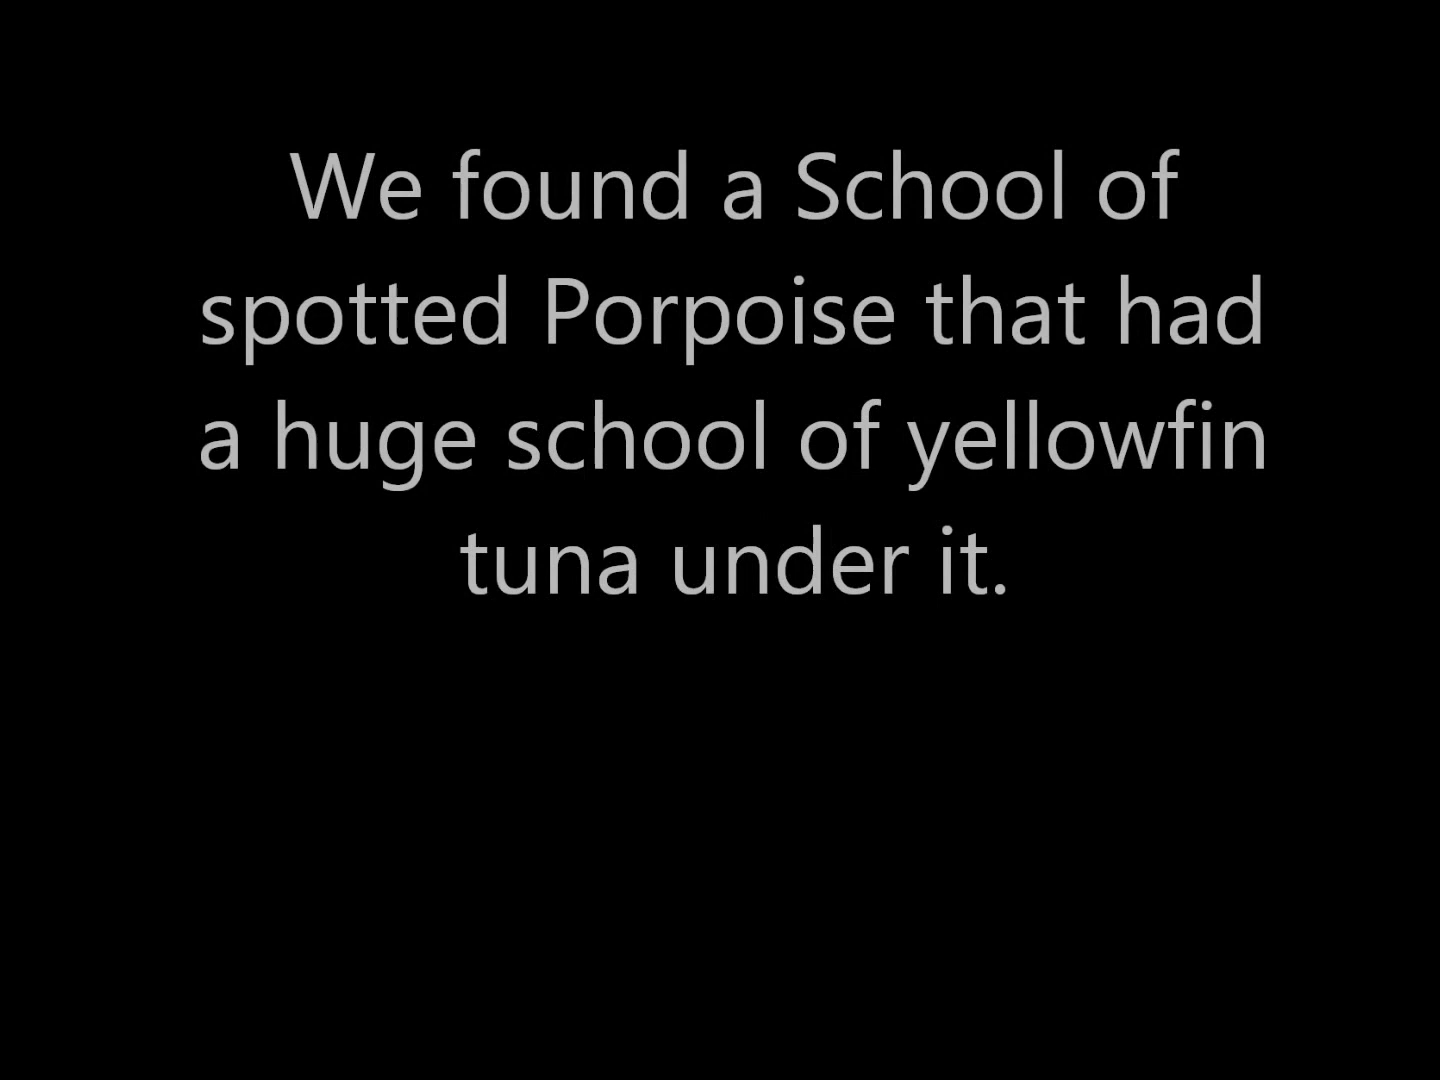 We found a School of
spotted Porpoise that had
a huge school of yellowfin
tuna under it.